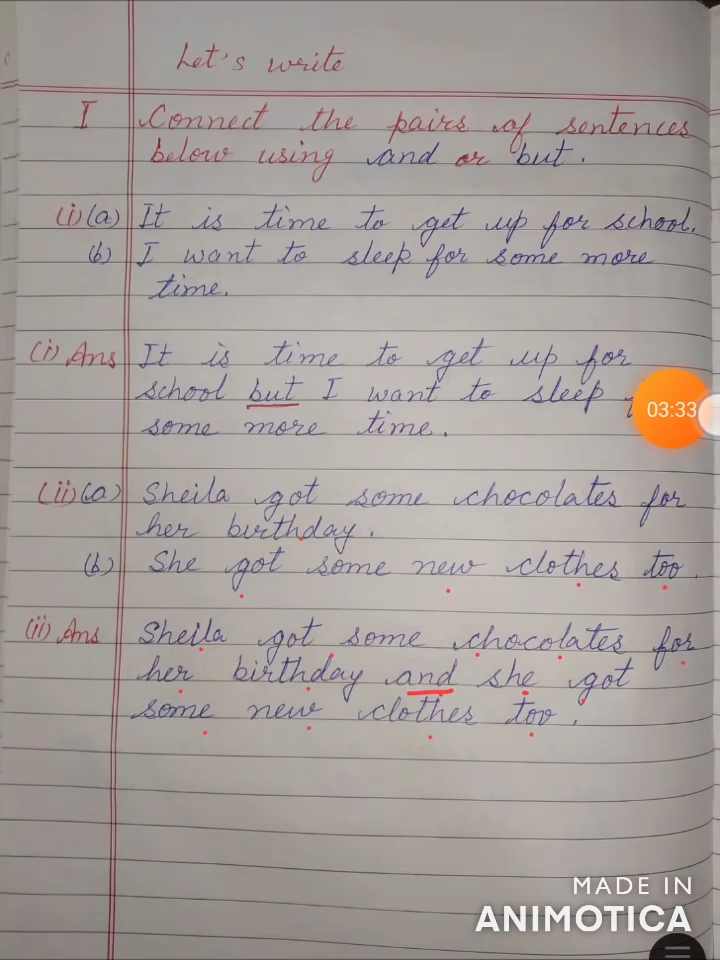 Let's write
I Connect the pairs of sentences
below using and or but.
(i) (a) It is time to get up for school.
(b) I want to sleep for some more
time.
(i) Ans It is time to get up for
school but I want to sleep
some more time.
03:33
(ii) (a) Sheila got some chocolates for
her birthday.
(b) She got some new clothes too.
(ii) Ans Sheila got some chocolates for
her birthday and she got
some new clothes too.
MADE IN
ANIMOTICA